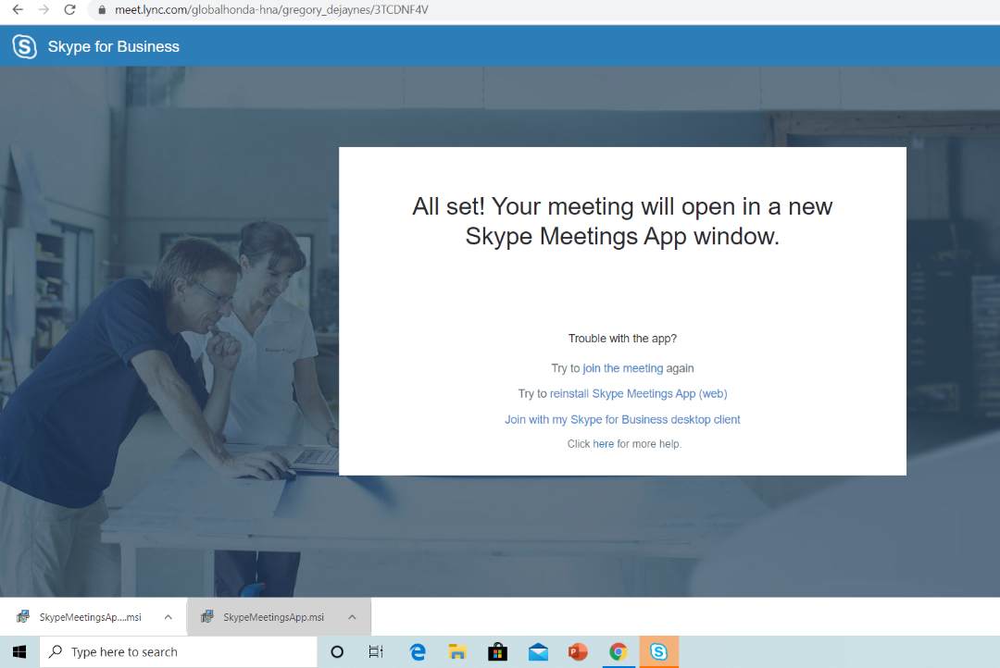 meet.lync.com/globalhonda-hna/gregory_dejaynes/3TCDNF4V
Skype for Business
All set! Your meeting will open in a new
Skype Meetings App window.
Trouble with the app?
Try to join the meeting again
Try to reinstall Skype Meetings App (web)
Join with my Skype for Business desktop client
Click here for more help.
SkypeMeetingsAp....msi
SkypeMeetingsApp.msi
Type here to search